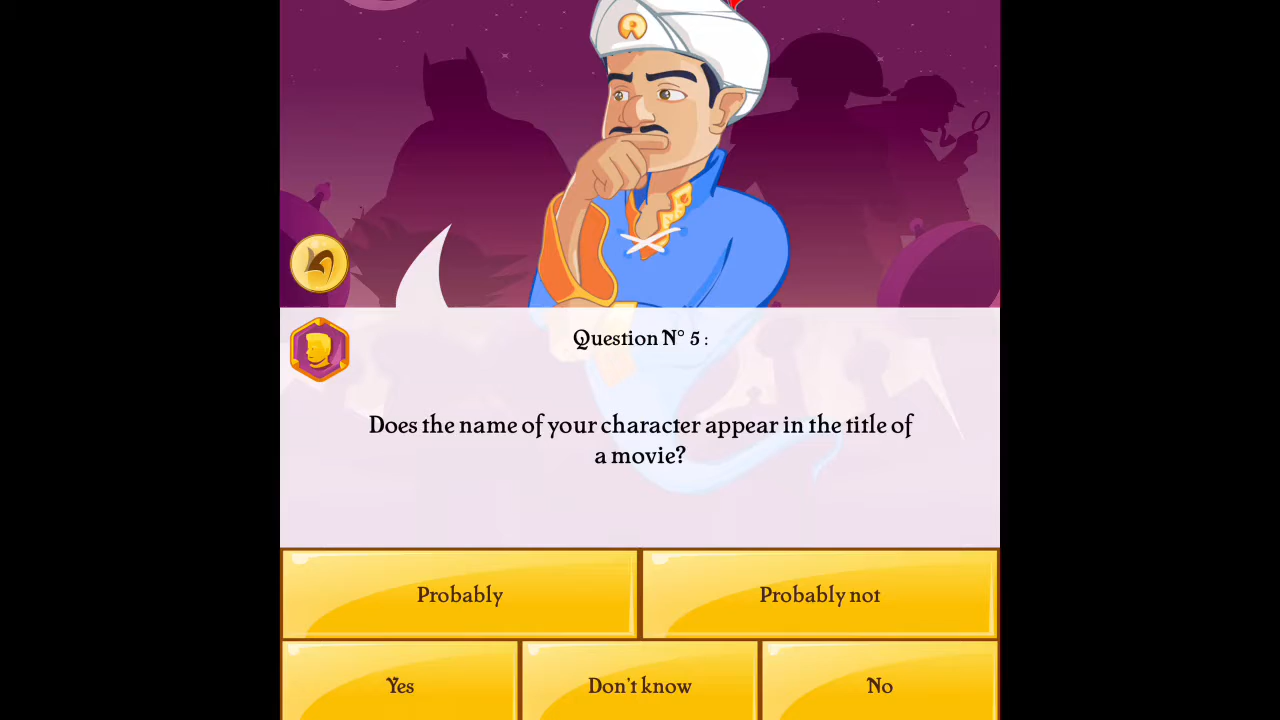 Question N° 5 :
Does the name of your character appear in the title of
a movie?
Probably
Probably not
Yes
Don't know
No